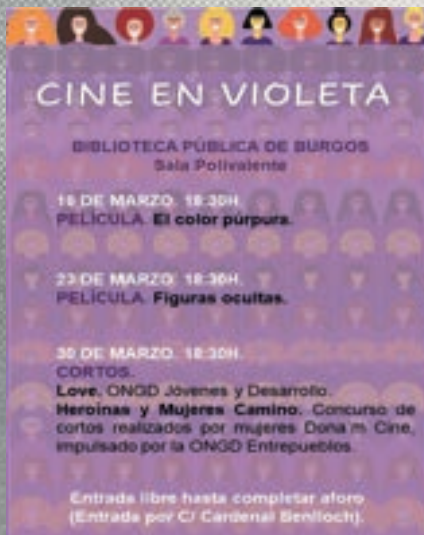 CINE EN VIOLETA
BIBLIOTECA PÚBLICA DE BURGOS
Sala Polivalente
16 DE MARZO. 18:30H.
PELÍCULA. El color púrpura.
23 DE MARZO. 18:30H.
PELÍCULA. Figuras ocultas.
30 DE MARZO. 18:30H.
CORTOS.
Love. ONGD Jóvenes y Desarrollo.
Heroínas y Mujeres Camino. Concurso de
cortos realizados por mujeres Dona'm Cine,
impulsado por la ONGD Entrepueblos.
Entrada libre hasta completar aforo
(Entrada por C/ Cardenal Benlloch).